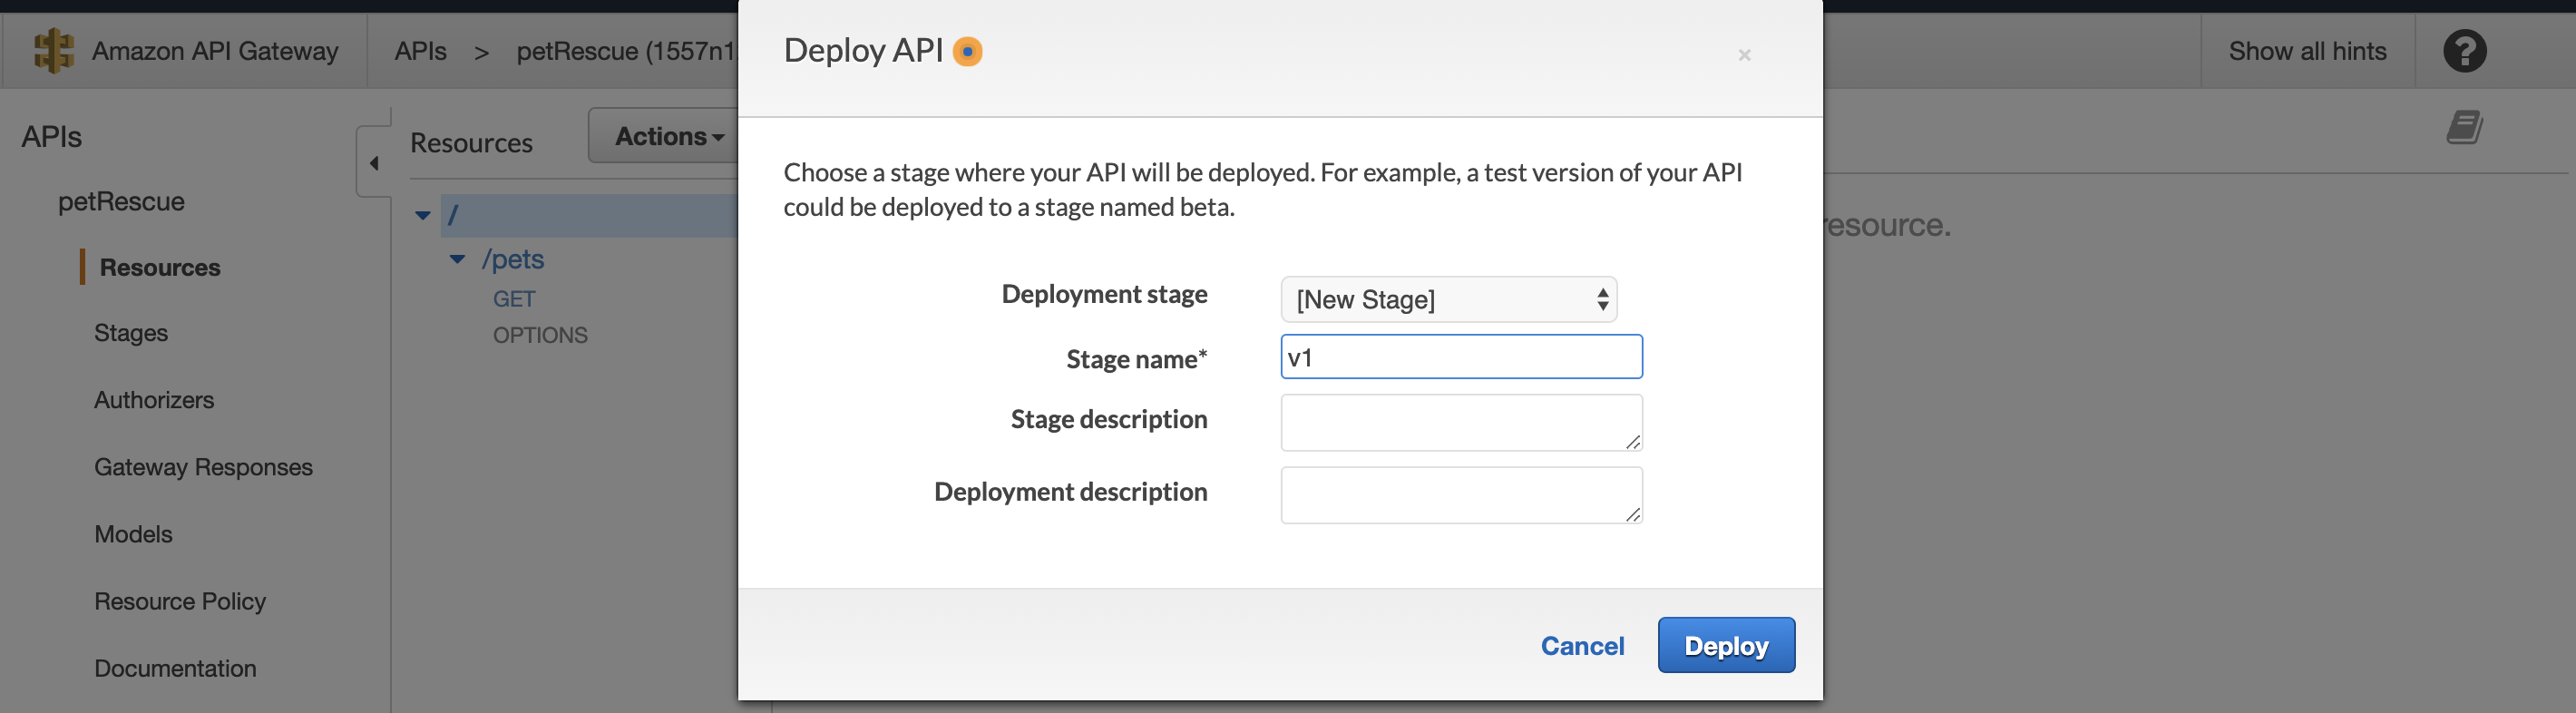 Amazon API Gateway
APIs > petRescue (1557n1
Show all hints
?
APIs
petRescue
Resources
Stages
Authorizers
Gateway Responses
Models
Resource Policy
Documentation
Resources
Actions
/
/pets
GET
OPTIONS
Deploy API
×
Choose a stage where your API will be deployed. For example, a test version of your API
could be deployed to a stage named beta.
Deployment stage [New Stage]
Stage name* v1
Stage description
Deployment description
Cancel Deploy
esource.